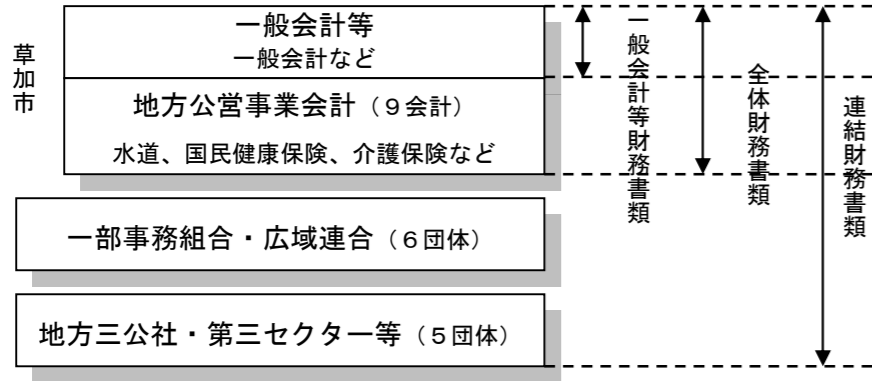 草加市
一般会計等
一般会計など
地方公営事業会計（９会計）
水道、国民健康保険、介護保険など
一部事務組合・広域連合（６団体）
地方三公社・第三セクター等（５団体）
一般会計等財務書類
全体財務書類
連結財務書類